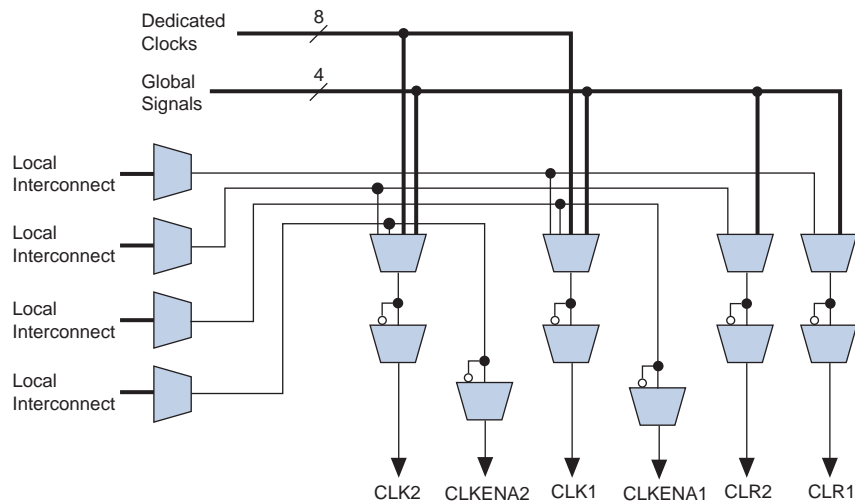 Dedicated
Clocks
8
Global
Signals
4
Local
Interconnect
Local
Interconnect
Local
Interconnect
Local
Interconnect
CLK2
CLKENA2
CLK1
CLKENA1
CLR2
CLR1